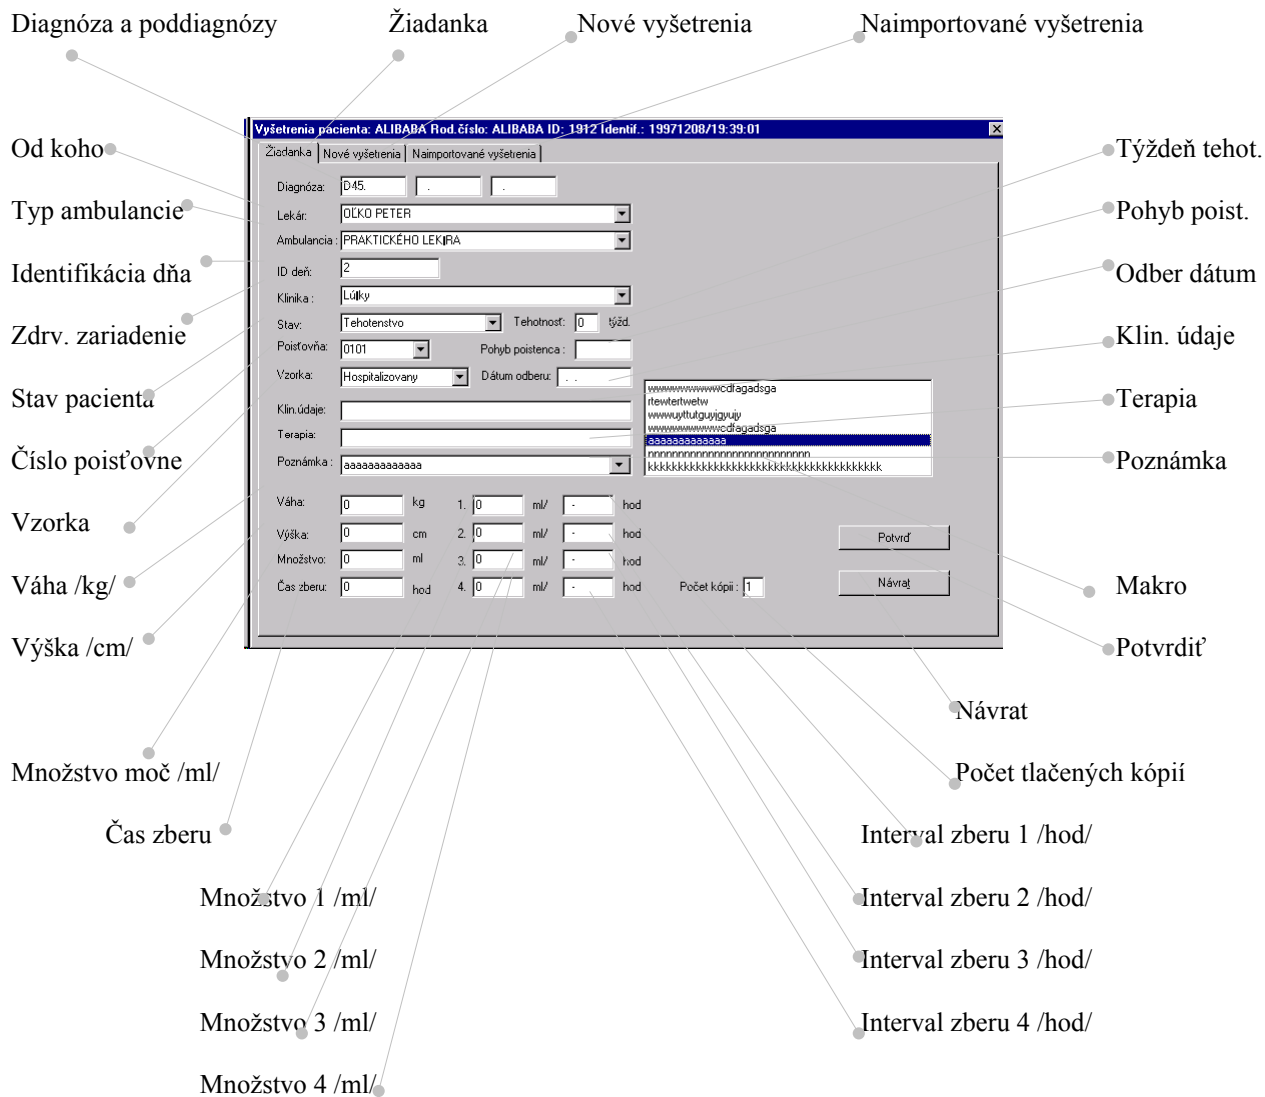 Diagnóza a poddiagnózy Žiadanka Nové vyšetrenia Naimportované vyšetrenia
Vyšetrenia pacienta: ALIBABA Rod.číslo: ALIBABA ID: 1912 Identif.: 19971208/19:39:01
Od koho
Týždeň tehot.
Žiadanka Nové vyšetrenia Naimportované vyšetrenia
Diagnóza: D45. . .
Typ ambulancie
Pohyb poist.
Lekár: OĽKO PETER
Ambulancia : PRAKTICKÉHO LEKÁRA
Identifikácia dňa
Odber dátum
ID deň: 2
Klinika : Lúky
Zdrv. zariadenie
Klin. údaje
Stav: Tehotenstvo Tehotnosť: 0 týžd.
Poisťovňa: 0101 Pohyb poistenca :
Vzorka: Hospitalizovany Dátum odberu: . .
Stav pacienta
Terapia
wwwwwwwwwcdfagadsga
rtewtertwetw
wwwuyttutguyjgyujy
wwwwwwwwwcdfagadsga
aaaaaaaaaaaaa
nnnnnnnnnnnnnnnnnnnnnnnnnnn
kkkkkkkkkkkkkkkkkkkkkkkkkkkkkkkkkkkkkkk
Klin.údaje:
Terapia:
Číslo poisťovne
Poznámka
Poznámka : aaaaaaaaaaaaa
Váha: 0 kg 1. 0 ml/ - hod
Vzorka
Výška: 0 cm 2. 0 ml/ - hod
Potvrď
Množstvo: 0 ml 3. 0 ml/ - hod
Čas zberu: 0 hod 4. 0 ml/ - hod Počet kópii : 1
Návrat
Váha /kg/
Makro
Výška /cm/
Potvrdiť
Návrat
Množstvo moč /ml/
Počet tlačených kópií
Čas zberu
Interval zberu 1 /hod/
Množstvo 1 /ml/
Interval zberu 2 /hod/
Množstvo 2 /ml/
Interval zberu 3 /hod/
Množstvo 3 /ml/
Interval zberu 4 /hod/
Množstvo 4 /ml/